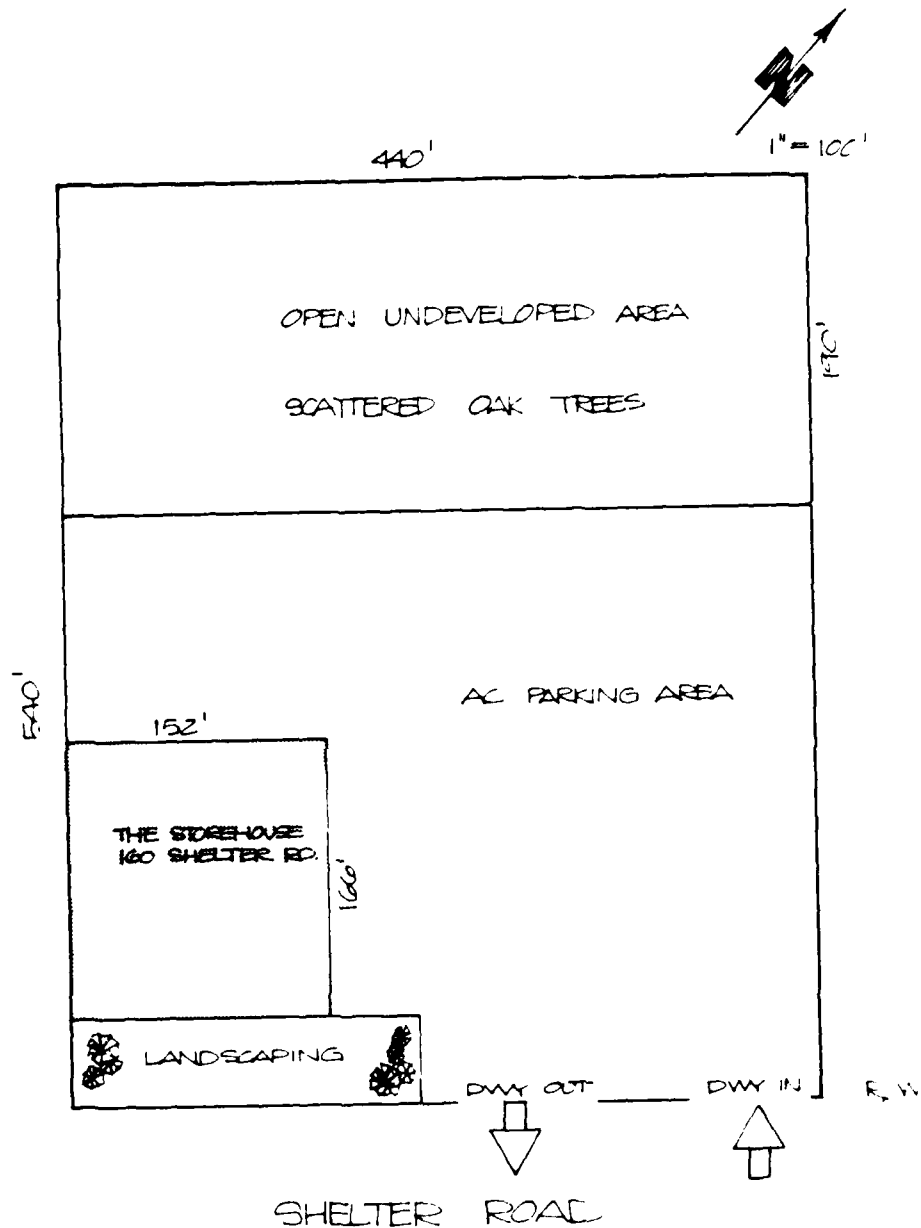 N
1" = 100'
440'
OPEN UNDEVELOPED AREA
190'
SCATTERED OAK TREES
540'
AC PARKING AREA
152'
THE STOREHOUSE
160 SHELTER RD.
166'
LANDSCAPING
DWY OUT
DWY IN
R W
SHELTER ROAD